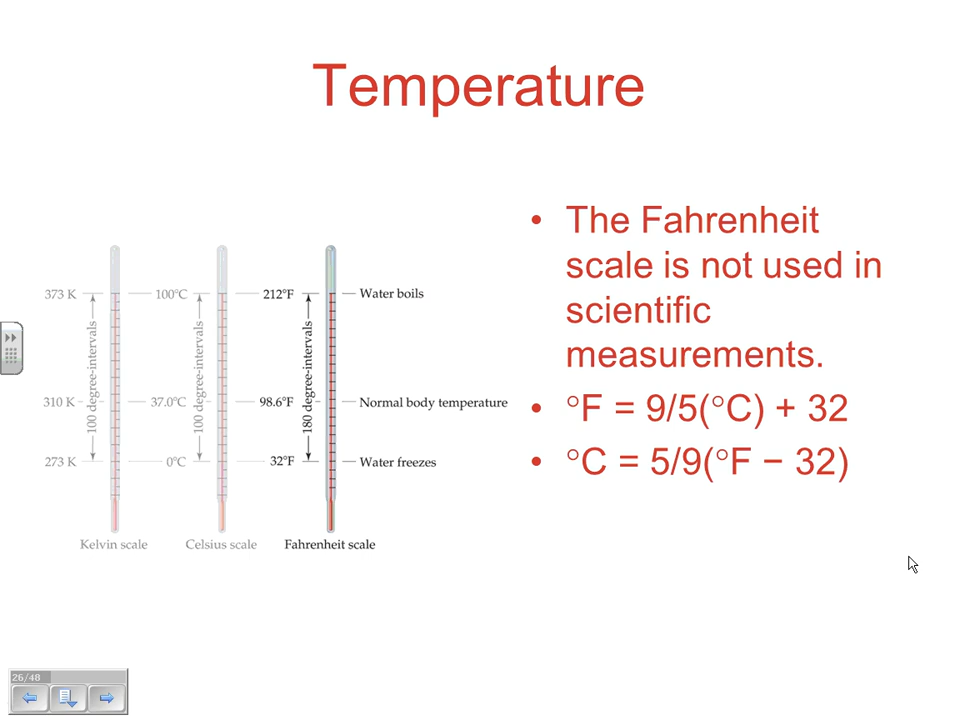 Temperature
• The Fahrenheit
scale is not used in
scientific
measurements.
• °F = 9/5(°C) + 32
• °C = 5/9(°F − 32)
373 K
100°C
212°F
Water boils
100 degree-intervals
100 degree-intervals
180 degree-intervals
310 K
37.0°C
98.6°F
Normal body temperature
273 K
0°C
32°F
Water freezes
Kelvin scale
Celsius scale
Fahrenheit scale
26/48